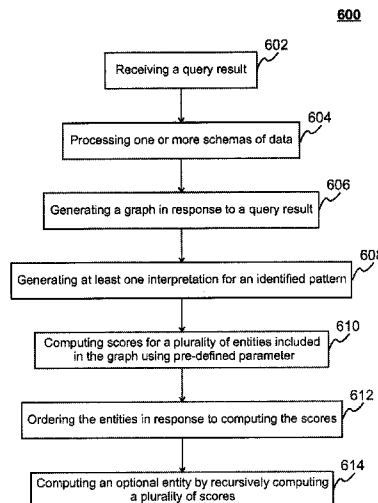 600
602
Receiving a query result
604
Processing one or more schemas of data
606
Generating a graph in response to a query result
608
Generating at least one interpretation for an identified pattern
610
Computing scores for a plurality of entities included
in the graph using pre-defined parameter
612
Ordering the entities in response to computing the scores
614
Computing an optional entity by recursively computing
a plurality of scores